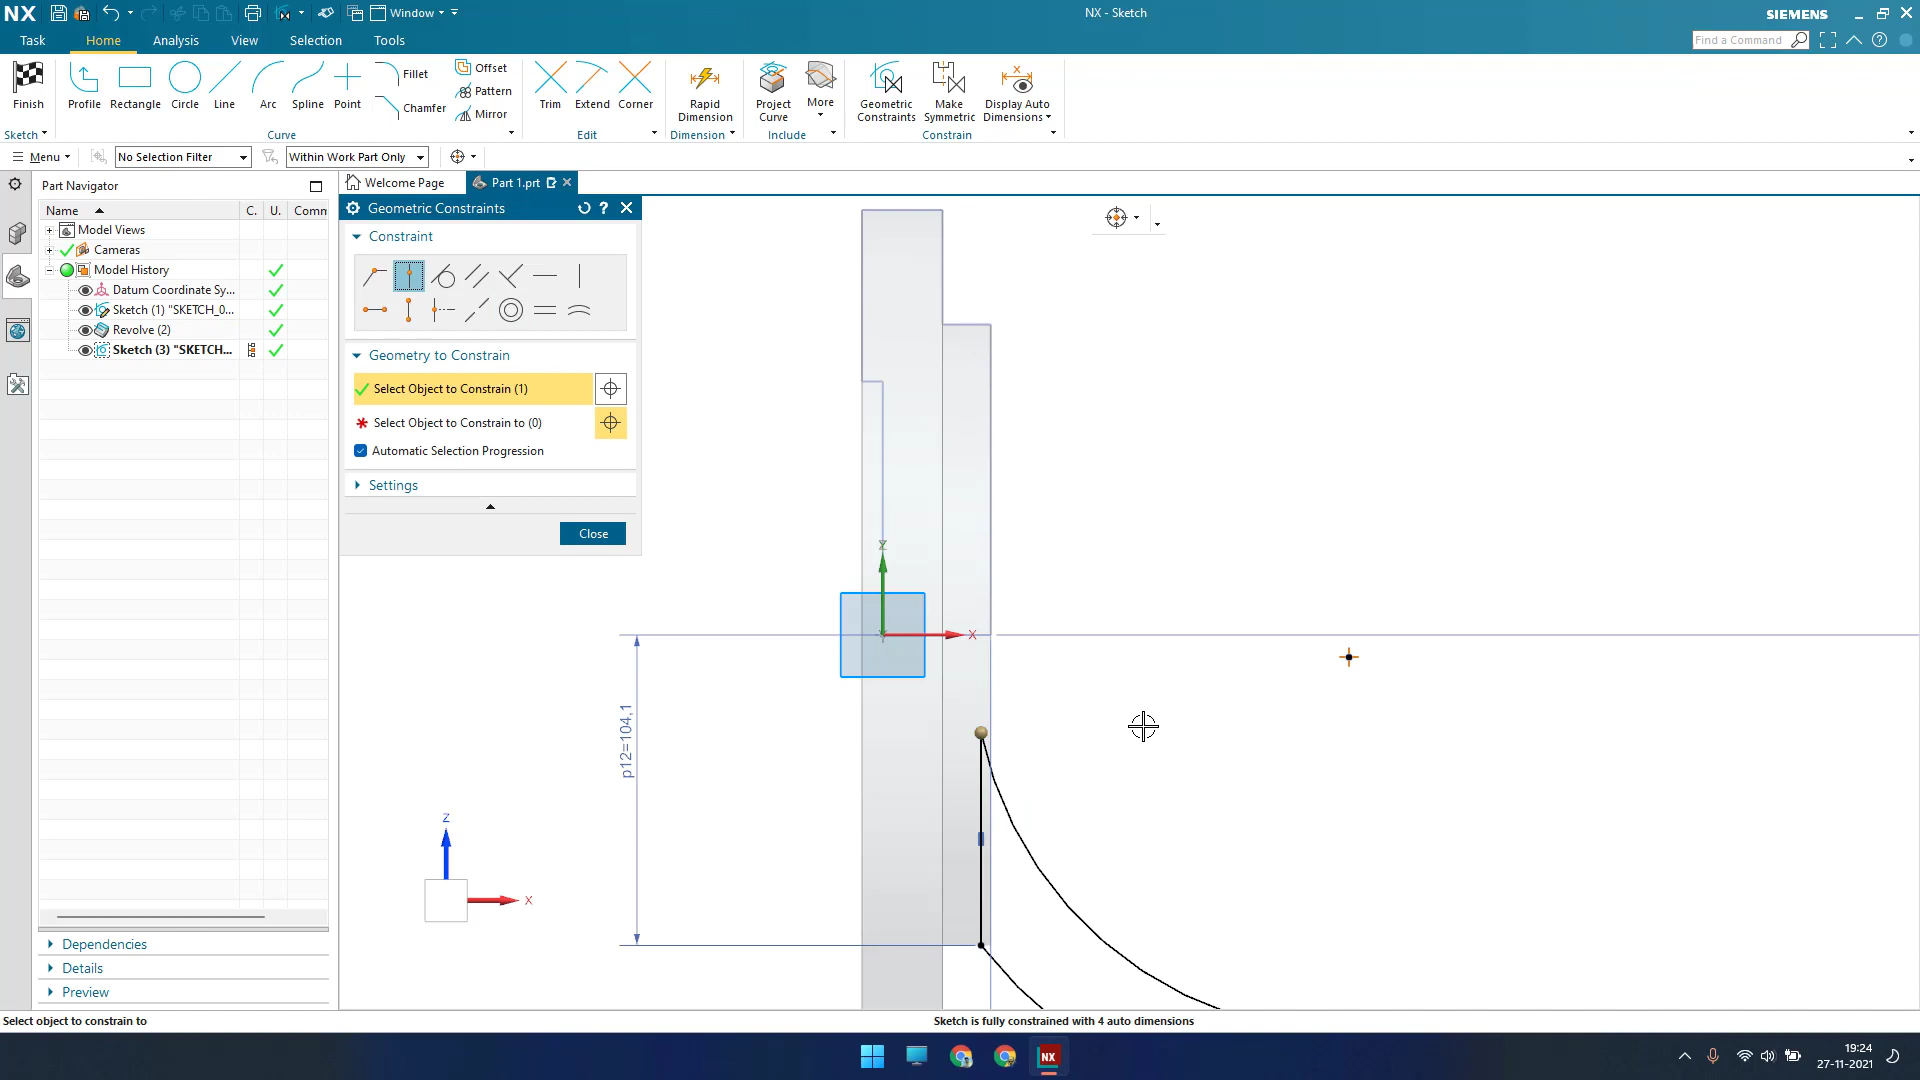 NX
Window
NX - Sketch
SIEMENS
Task
Home
Analysis
View
Selection
Tools
Find a Command
Finish
Profile
Rectangle
Circle
Line
Arc
Spline
Point
Fillet
Chamfer
Offset
Pattern
Mirror
Trim
Extend
Corner
Rapid
Dimension
Project
Curve
More
Geometric
Constraints
Make
Symmetric
Display Auto
Dimensions
Sketch
Curve
Edit
Dimension
Include
Constrain
Menu
No Selection Filter
Within Work Part Only
Part Navigator
Welcome Page
Part 1.prt
Name
C.
U.
Comm
Model Views
Cameras
Model History
Datum Coordinate Sy...
Sketch (1) "SKETCH_0...
Revolve (2)
Sketch (3) "SKETCH...
Geometric Constraints
Constraint
Geometry to Constrain
Select Object to Constrain (1)
Select Object to Constrain to (0)
Automatic Selection Progression
Settings
Close
Y
X
p12=104,1
Z
X
Dependencies
Details
Preview
Select object to constrain to
Sketch is fully constrained with 4 auto dimensions
NX
19:24
27-11-2021